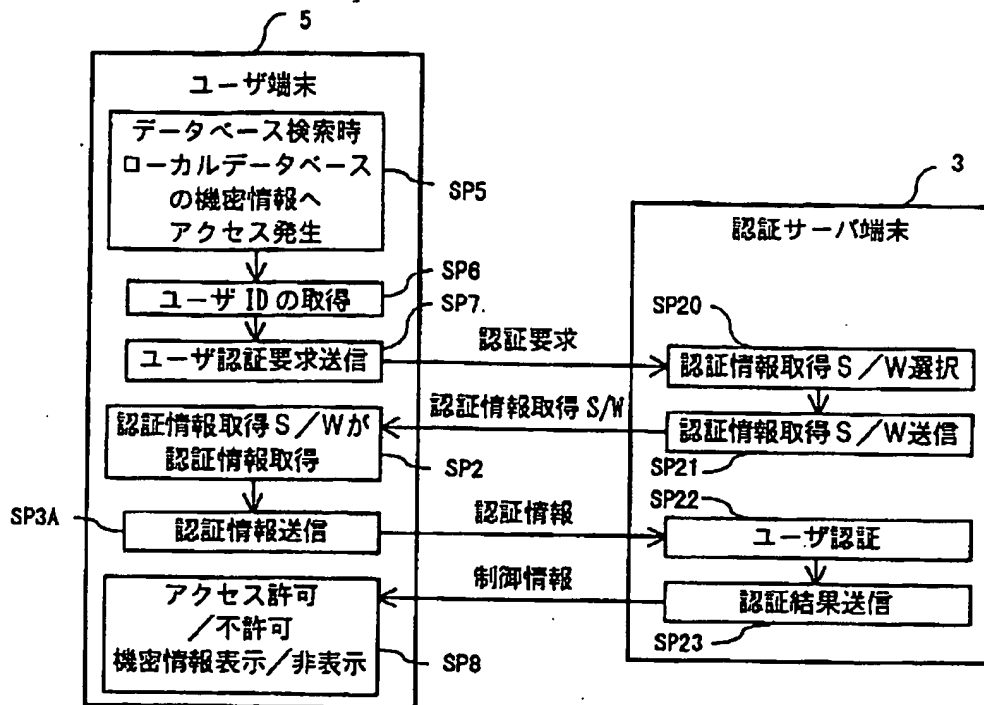 5
ユーザ端末
データベース検索時
ローカルデータベース
の機密情報へ
アクセス発生
SP5
ユーザIDの取得
SP6
SP7
ユーザ認証要求送信
認証要求
3
認証サーバ端末
SP20
認証情報取得S/W選択
認証情報取得S/W
認証情報取得S/W送信
SP21
認証情報取得S/Wが
認証情報取得
SP2
SP3A
認証情報送信
認証情報
SP22
ユーザ認証
制御情報
認証結果送信
SP23
アクセス許可
/不許可
機密情報表示/非表示
SP8